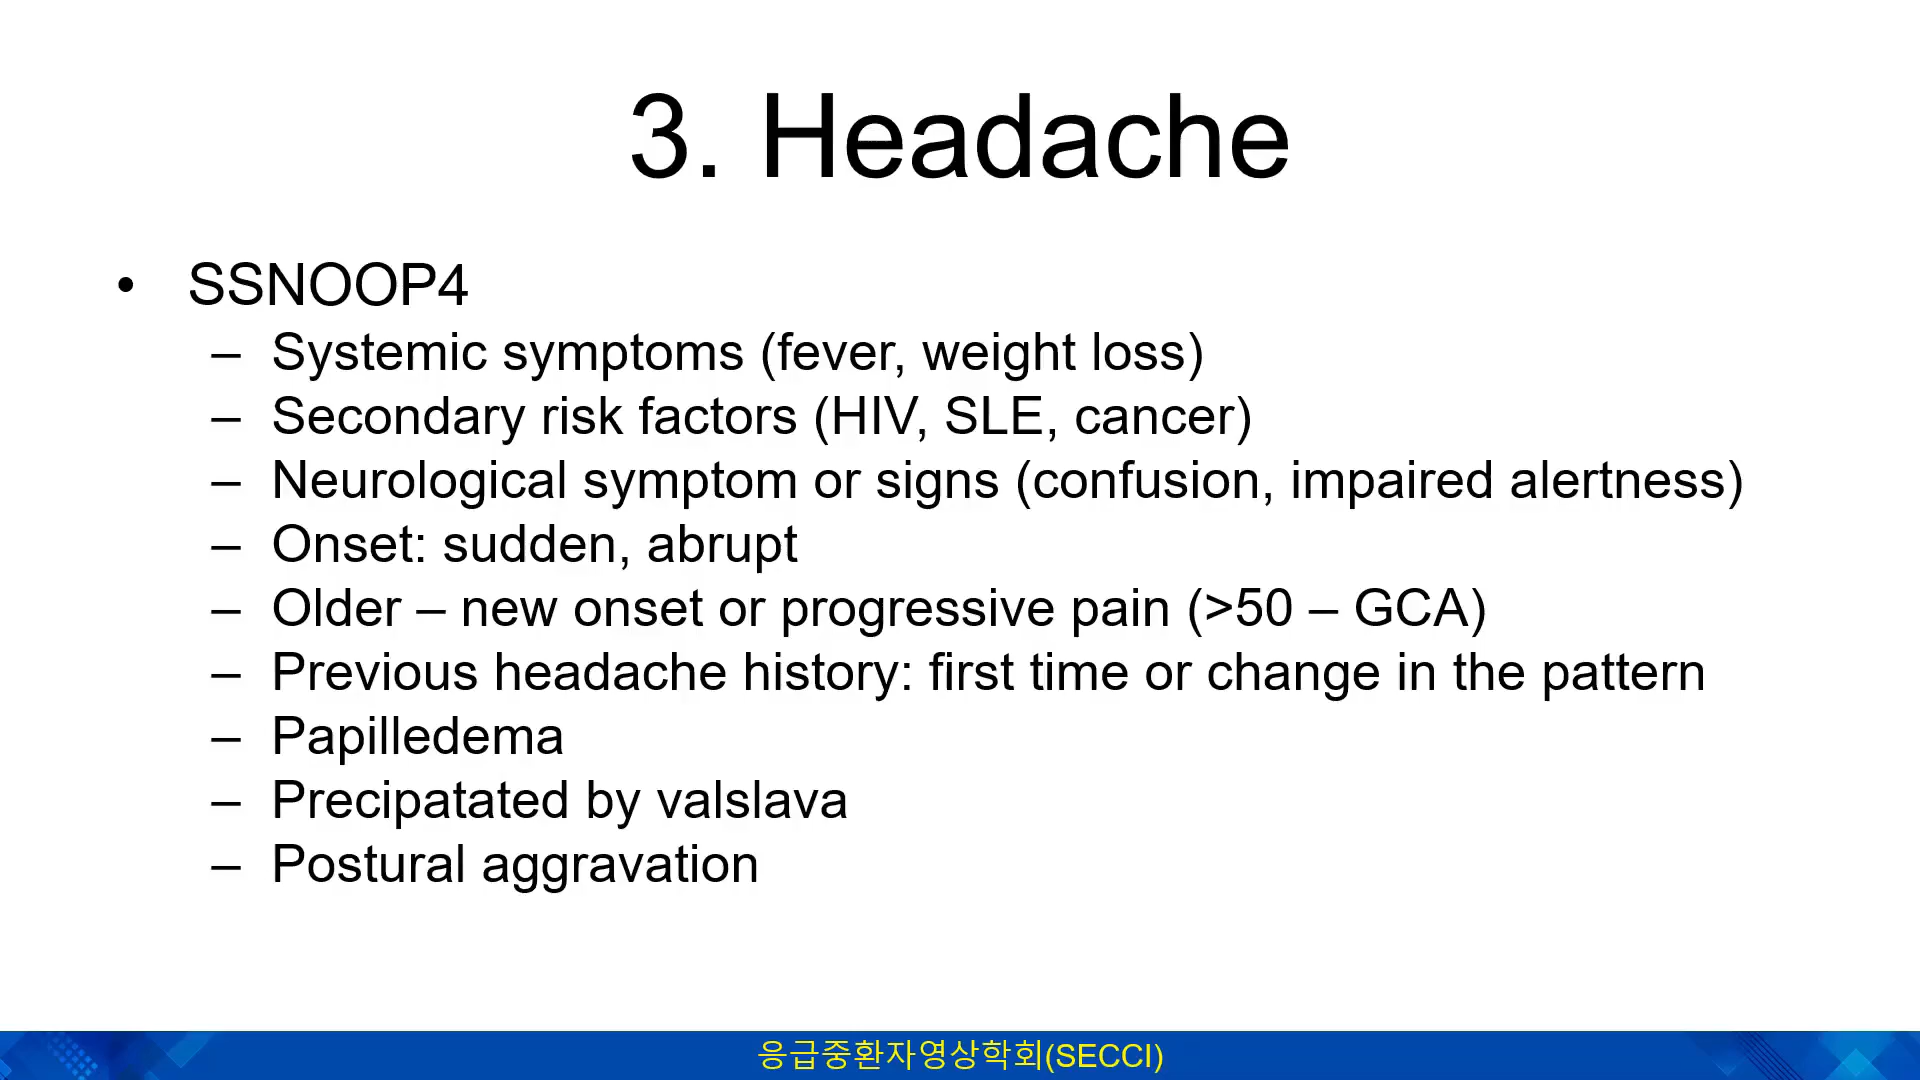 3. Headache
• SSNOOP4
– Systemic symptoms (fever, weight loss)
– Secondary risk factors (HIV, SLE, cancer)
– Neurological symptom or signs (confusion, impaired alertness)
– Onset: sudden, abrupt
– Older – new onset or progressive pain (>50 – GCA)
– Previous headache history: first time or change in the pattern
– Papilledema
– Precipatated by valslava
– Postural aggravation
응급중환자영상학회(SECCI)